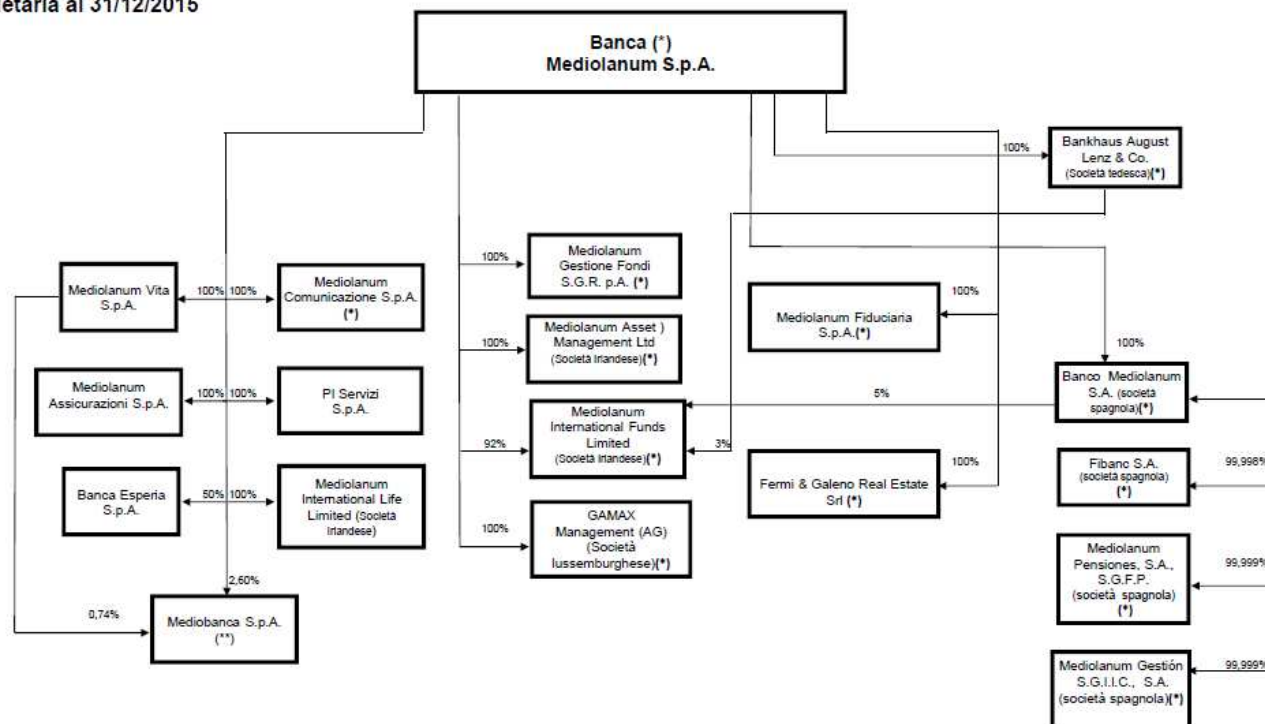 etaria al 31/12/2015
Banca (*)
Mediolanum S.p.A.
100%
Bankhaus August
Lenz & Co.
(Società tedesca)(*)
Mediolanum Vita
S.p.A.
100%
100%
Mediolanum
Comunicazione S.p.A.
(*)
100%
Mediolanum
Gestione Fondi
S.G.R. p.A. (*)
100%
Mediolanum Fiduciaria
S.p.A.(*)
100%
Mediolanum Asset )
Management Ltd
(Società Irlandese)(*)
100%
Banco Mediolanum
S.A. (società
spagnola)(*)
Mediolanum
Assicurazioni S.p.A.
100%
100%
PI Servizi
S.p.A.
5%
92%
Mediolanum
International Funds
Limited
(Società Irlandese)(*)
3%
100%
Fermi & Galeno Real Estate
Srl (*)
Fibanc S.A.
(società spagnola)
(*)
99,998%
Banca Esperia
S.p.A.
50%
100%
Mediolanum
International Life
Limited (Società
Irlandese)
100%
GAMAX
Management (AG)
(Società
lussemburghese)(*)
Mediolanum
Pensiones, S.A.,
S.G.F.P.
(società spagnola)
(*)
99,999%
2,60%
0,74%
Mediobanca S.p.A.
(**)
Mediolanum Gestión
S.G.I.I.C., S.A.
(società spagnola)(*)
99,999%